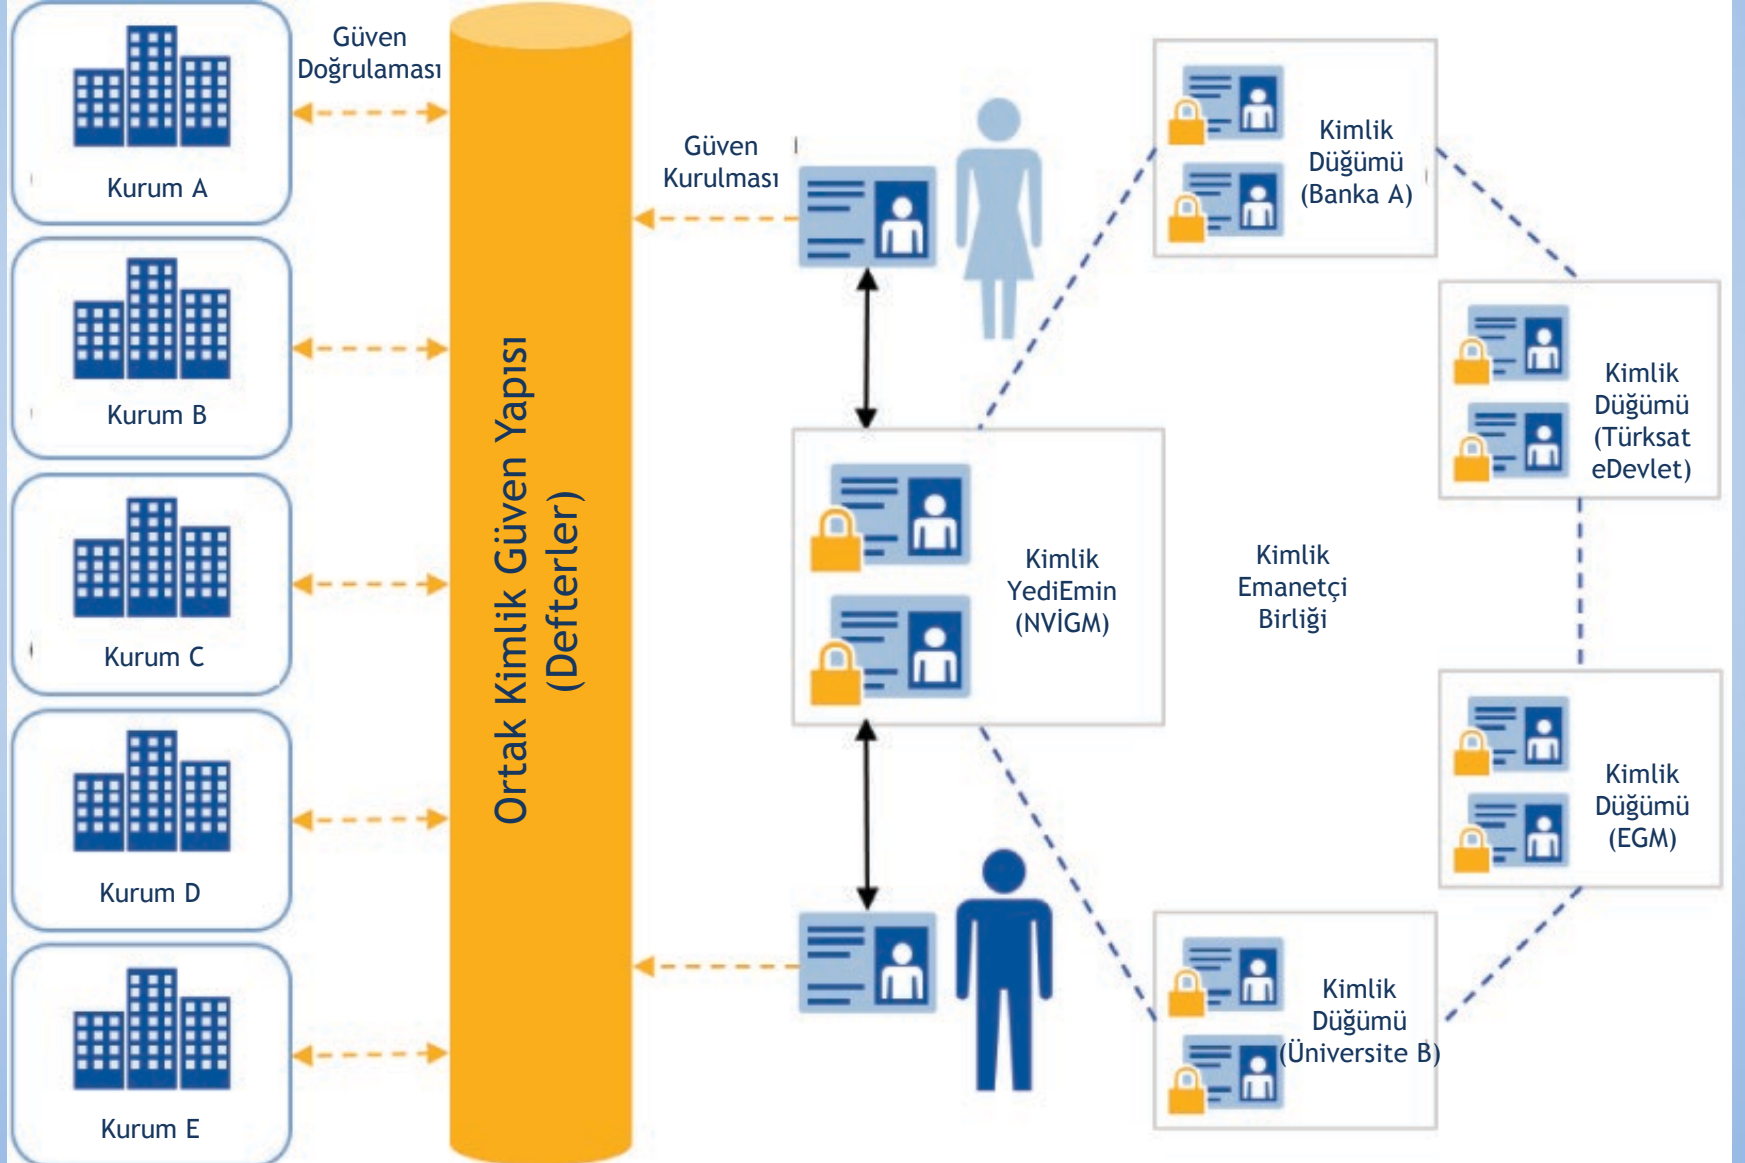 Güven
Doğrulaması
Kurum A
Kurum B
Kurum C
Kurum D
Kurum E
Ortak Kimlik Güven Yapısı
(Defterler)
Güven
Kurulması
Kimlik
YediEmin
(NVİGM)
Kimlik
Emanetçi
Birliği
Kimlik
Düğümü
(Banka A)
Kimlik
Düğümü
(Türksat
eDevlet)
Kimlik
Düğümü
(EGM)
Kimlik
Düğümü
(Üniversite B)